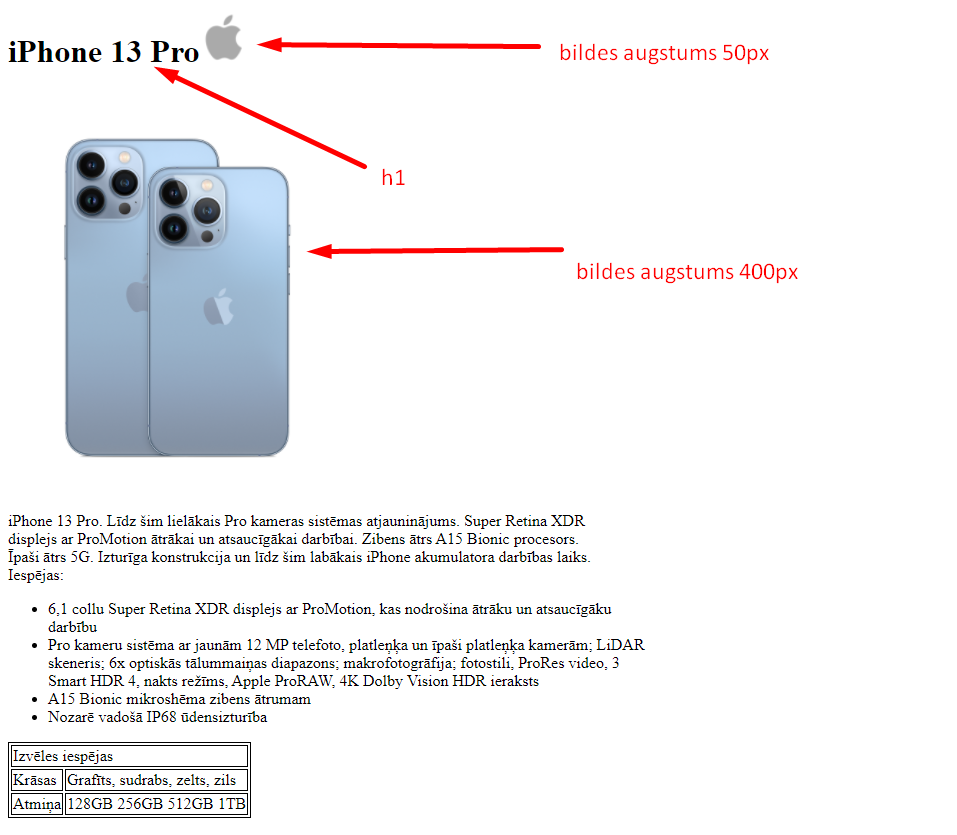 iPhone 13 Pro
bildes augstums 50px
h1
bildes augstums 400px
iPhone 13 Pro. Līdz šim lielākais Pro kameras sistēmas atjauninājums. Super Retina XDR
displejs ar ProMotion ātrākai un atsaucīgākai darbībai. Zibens ātrs A15 Bionic procesors.
Īpaši ātrs 5G. Izturīga konstrukcija un līdz šim labākais iPhone akumulatora darbības laiks.
Iespējas:
• 6,1 collu Super Retina XDR displejs ar ProMotion, kas nodrošina ātrāku un atsaucīgāku
darbību
• Pro kameru sistēma ar jaunām 12 MP telefoto, platleņķa un īpaši platleņķa kamerām; LiDAR
skeneris; 6x optiskās tālummaiņas diapazons; makrofotogrāfija; fotostili, ProRes video, 3
Smart HDR 4, nakts režīms, Apple ProRAW, 4K Dolby Vision HDR ieraksts
• A15 Bionic mikroshēma zibens ātrumam
• Nozarē vadošā IP68 ūdensizturība
Izvēles iespējas
Krāsas Grafīts, sudrabs, zelts, zils
Atmiņa 128GB 256GB 512GB 1TB